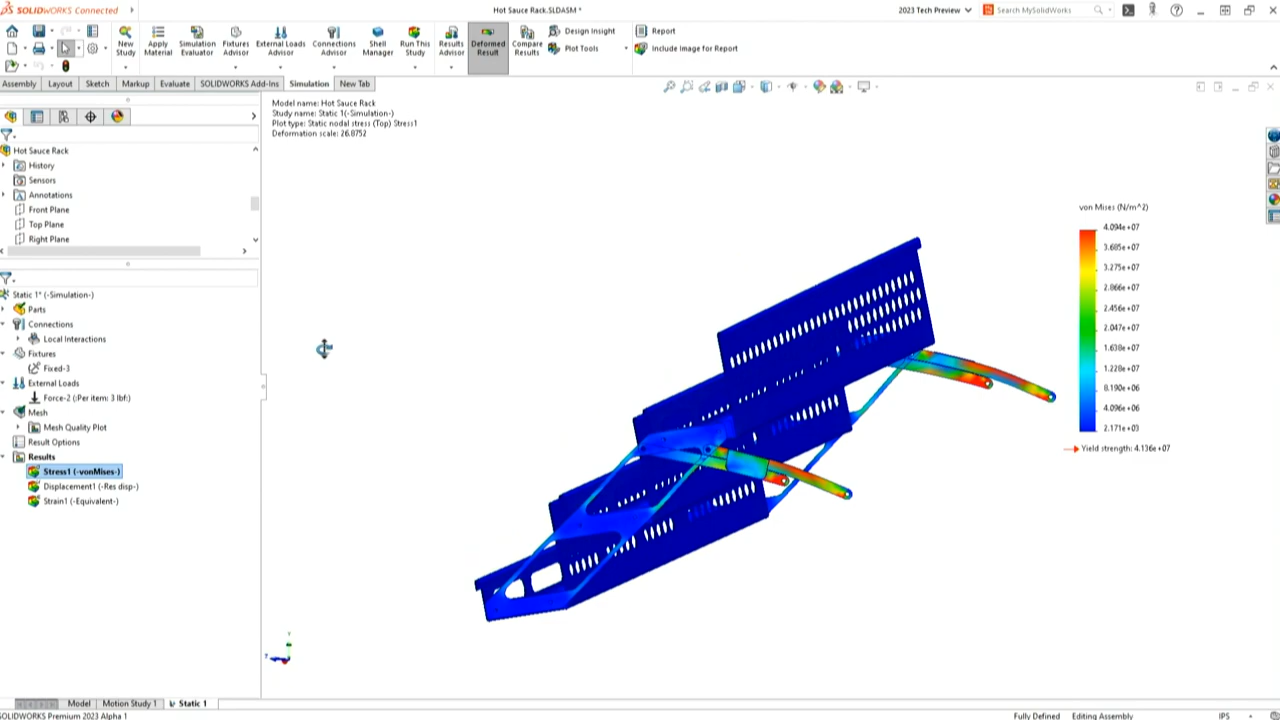 SOLIDWORKS Connected
Hot Sauce Rack.SLDASM *
2023 Tech Preview
Search MySolidWorks
New Study
Apply Material
Simulation Evaluator
Fixtures Advisor
External Loads Advisor
Connections Advisor
Shell Manager
Run This Study
Results Advisor
Deformed Result
Compare Results
Design Insight
Plot Tools
Report
Include Image for Report
Assembly
Layout
Sketch
Markup
Evaluate
SOLIDWORKS Add-Ins
Simulation
New Tab
Model name: Hot Sauce Rack
Study name: Static 1(-Simulation-)
Plot type: Static nodal stress (Top) Stress1
Deformation scale: 26.8752
Hot Sauce Rack
History
Sensors
Annotations
Front Plane
Top Plane
Right Plane
Static 1* (-Simulation-)
Parts
Connections
Local Interactions
Fixtures
Fixed-3
External Loads
Force-2 (:Per item: 3 lbf:)
Mesh
Mesh Quality Plot
Result Options
Results
Stress1 (-vonMises-)
Displacement1 (-Res disp-)
Strain1 (-Equivalent-)
von Mises (N/m^2)
4.094e+07
3.685e+07
3.275e+07
2.866e+07
2.456e+07
2.047e+07
1.638e+07
1.228e+07
8.190e+06
4.096e+06
2.171e+03
Yield strength: 4.136e+07
Model
Motion Study 1
Static 1
SOLIDWORKS Premium 2023 Alpha 1
Fully Defined
Editing Assembly
IPS